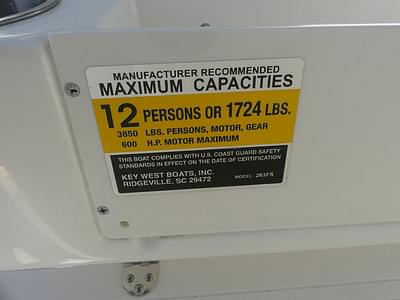 MANUFACTURER RECOMMENDED
MAXIMUM CAPACITIES
12 PERSONS OR 1724 LBS.
3850 LBS. PERSONS, MOTOR, GEAR
600 H.P. MOTOR MAXIMUM
THIS BOAT COMPLIES WITH U.S. COAST GUARD SAFETY
STANDARDS IN EFFECT ON THE DATE OF CERTIFICATION
KEY WEST BOATS, INC.
RIDGEVILLE, SC 29472 MODEL: 263FS